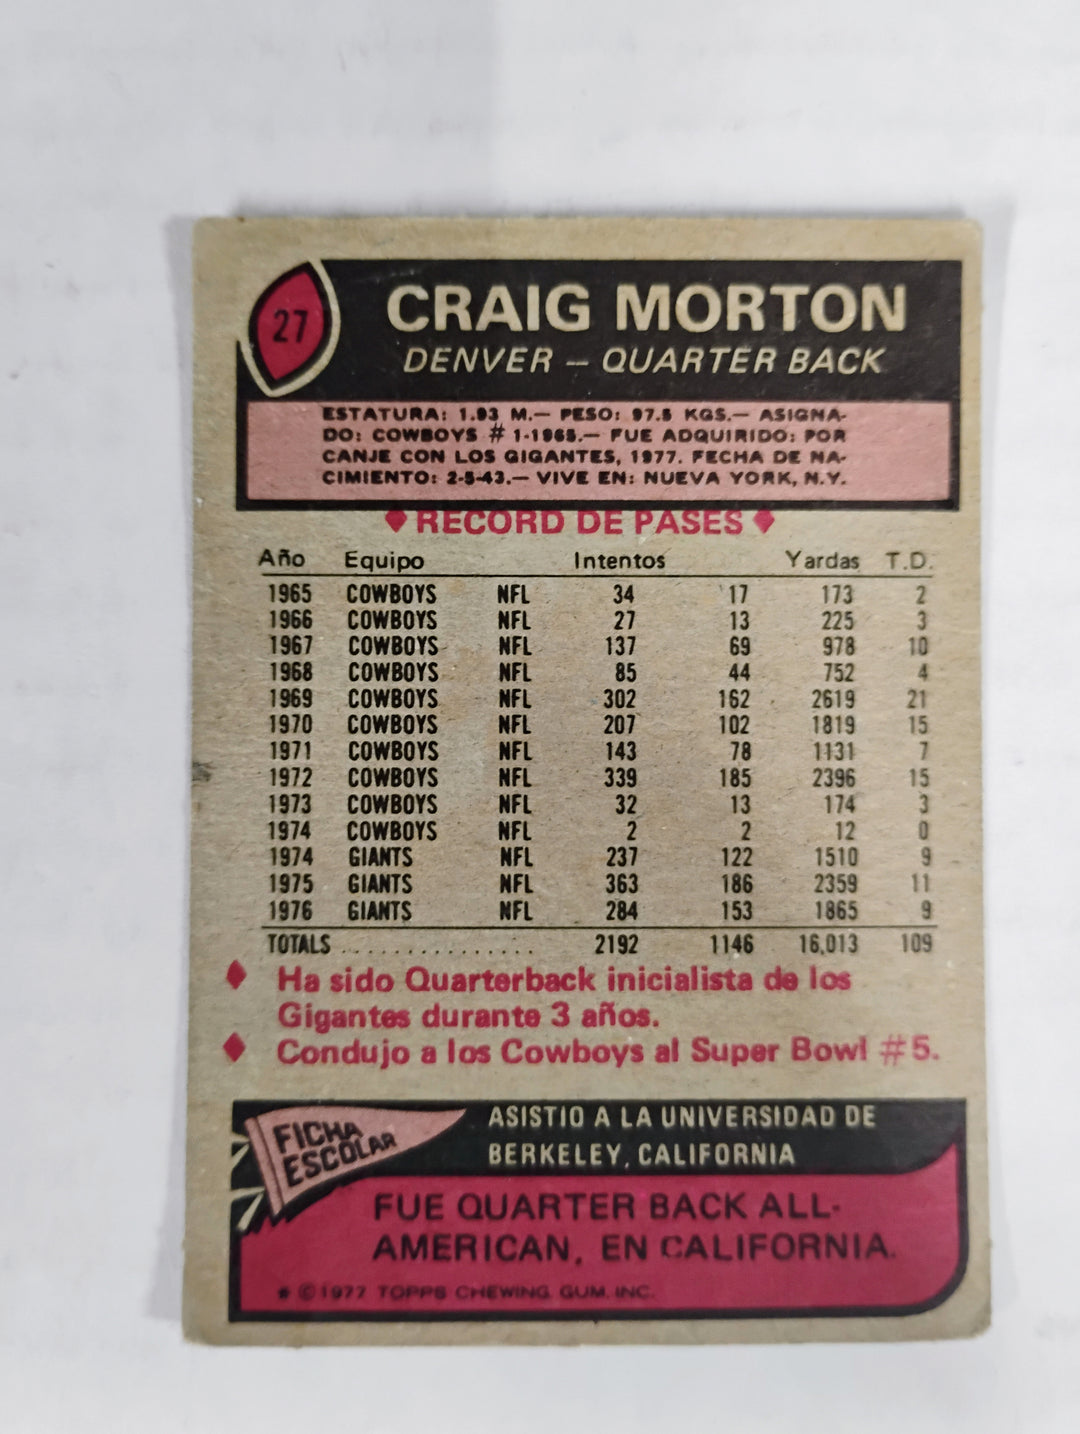 27
CRAIG MORTON
DENVER — QUARTER BACK
ESTATURA: 1.93 M.— PESO: 97.5 KGS.— ASIGNA-
DO: COWBOYS # 1-1965.— FUE ADQUIRIDO: POR
CANJE CON LOS GIGANTES, 1977. FECHA DE NA-
CIMIENTO: 2-5-43.— VIVE EN: NUEVA YORK, N.Y.
♦ RECORD DE PASES ♦
Año Equipo Intentos Yardas T.D.
1965 COWBOYS NFL 34 17 173 2
1966 COWBOYS NFL 27 13 225 3
1967 COWBOYS NFL 137 69 978 10
1968 COWBOYS NFL 85 44 752 4
1969 COWBOYS NFL 302 162 2619 21
1970 COWBOYS NFL 207 102 1819 15
1971 COWBOYS NFL 143 78 1131 7
1972 COWBOYS NFL 339 185 2396 15
1973 COWBOYS NFL 32 13 174 3
1974 COWBOYS NFL 2 2 12 0
1974 GIANTS NFL 237 122 1510 9
1975 GIANTS NFL 363 186 2359 11
1976 GIANTS NFL 284 153 1865 9
TOTALS ............... 2192 1146 16,013 109
♦ Ha sido Quarterback inicialista de los
Gigantes durante 3 años.
♦ Condujo a los Cowboys al Super Bowl #5.
FICHA
ESCOLAR
ASISTIO A LA UNIVERSIDAD DE
BERKELEY, CALIFORNIA
FUE QUARTER BACK ALL-
AMERICAN, EN CALIFORNIA.
* ©1977 TOPPS CHEWING GUM. INC.